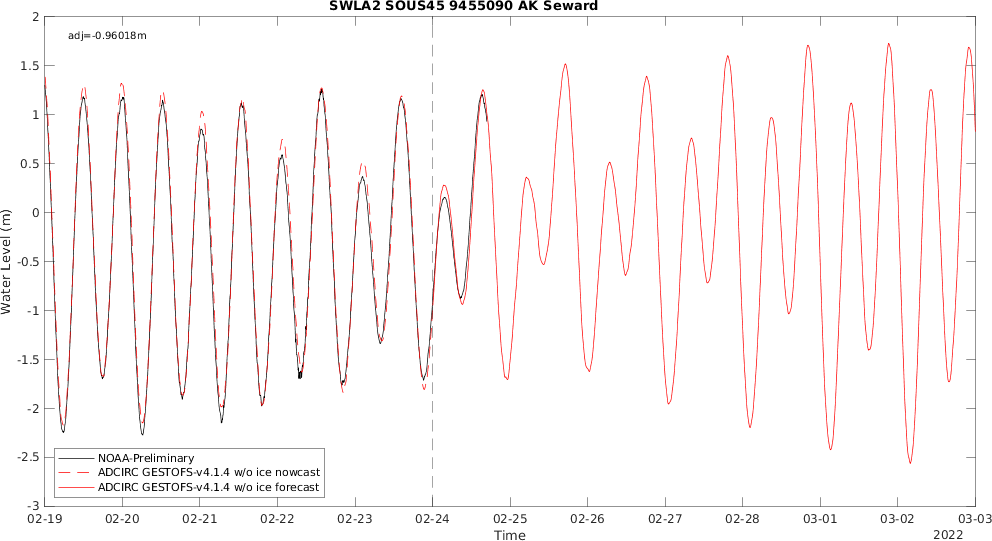 SWLA2 SOUS45 9455090 AK Seward
adj=-0.96018m
2
1.5
1
0.5
0
-0.5
-1
-1.5
-2
-2.5
-3
Water Level (m)
NOAA-Preliminary
ADCIRC GESTOFS-v4.1.4 w/o ice nowcast
ADCIRC GESTOFS-v4.1.4 w/o ice forecast
02-19 02-20 02-21 02-22 02-23 02-24 02-25 02-26 02-27 02-28 03-01 03-02 03-03
Time
2022